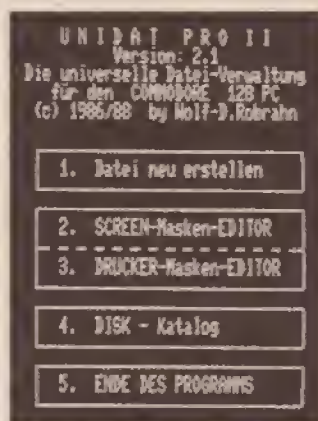 UNIDAT PRO II
Version: 2.1
Die universelle Datei-Verwaltung
für den COMMODORE 128 PC
(c) 1986/88 by Wolf-D.Robrahn
1. Datei neu erstellen
2. SCREEN-Masken-EDITOR
3. DRUCKER-Masken-EDITOR
4. DISK - Katalog
5. ENDE DES PROGRAMMS